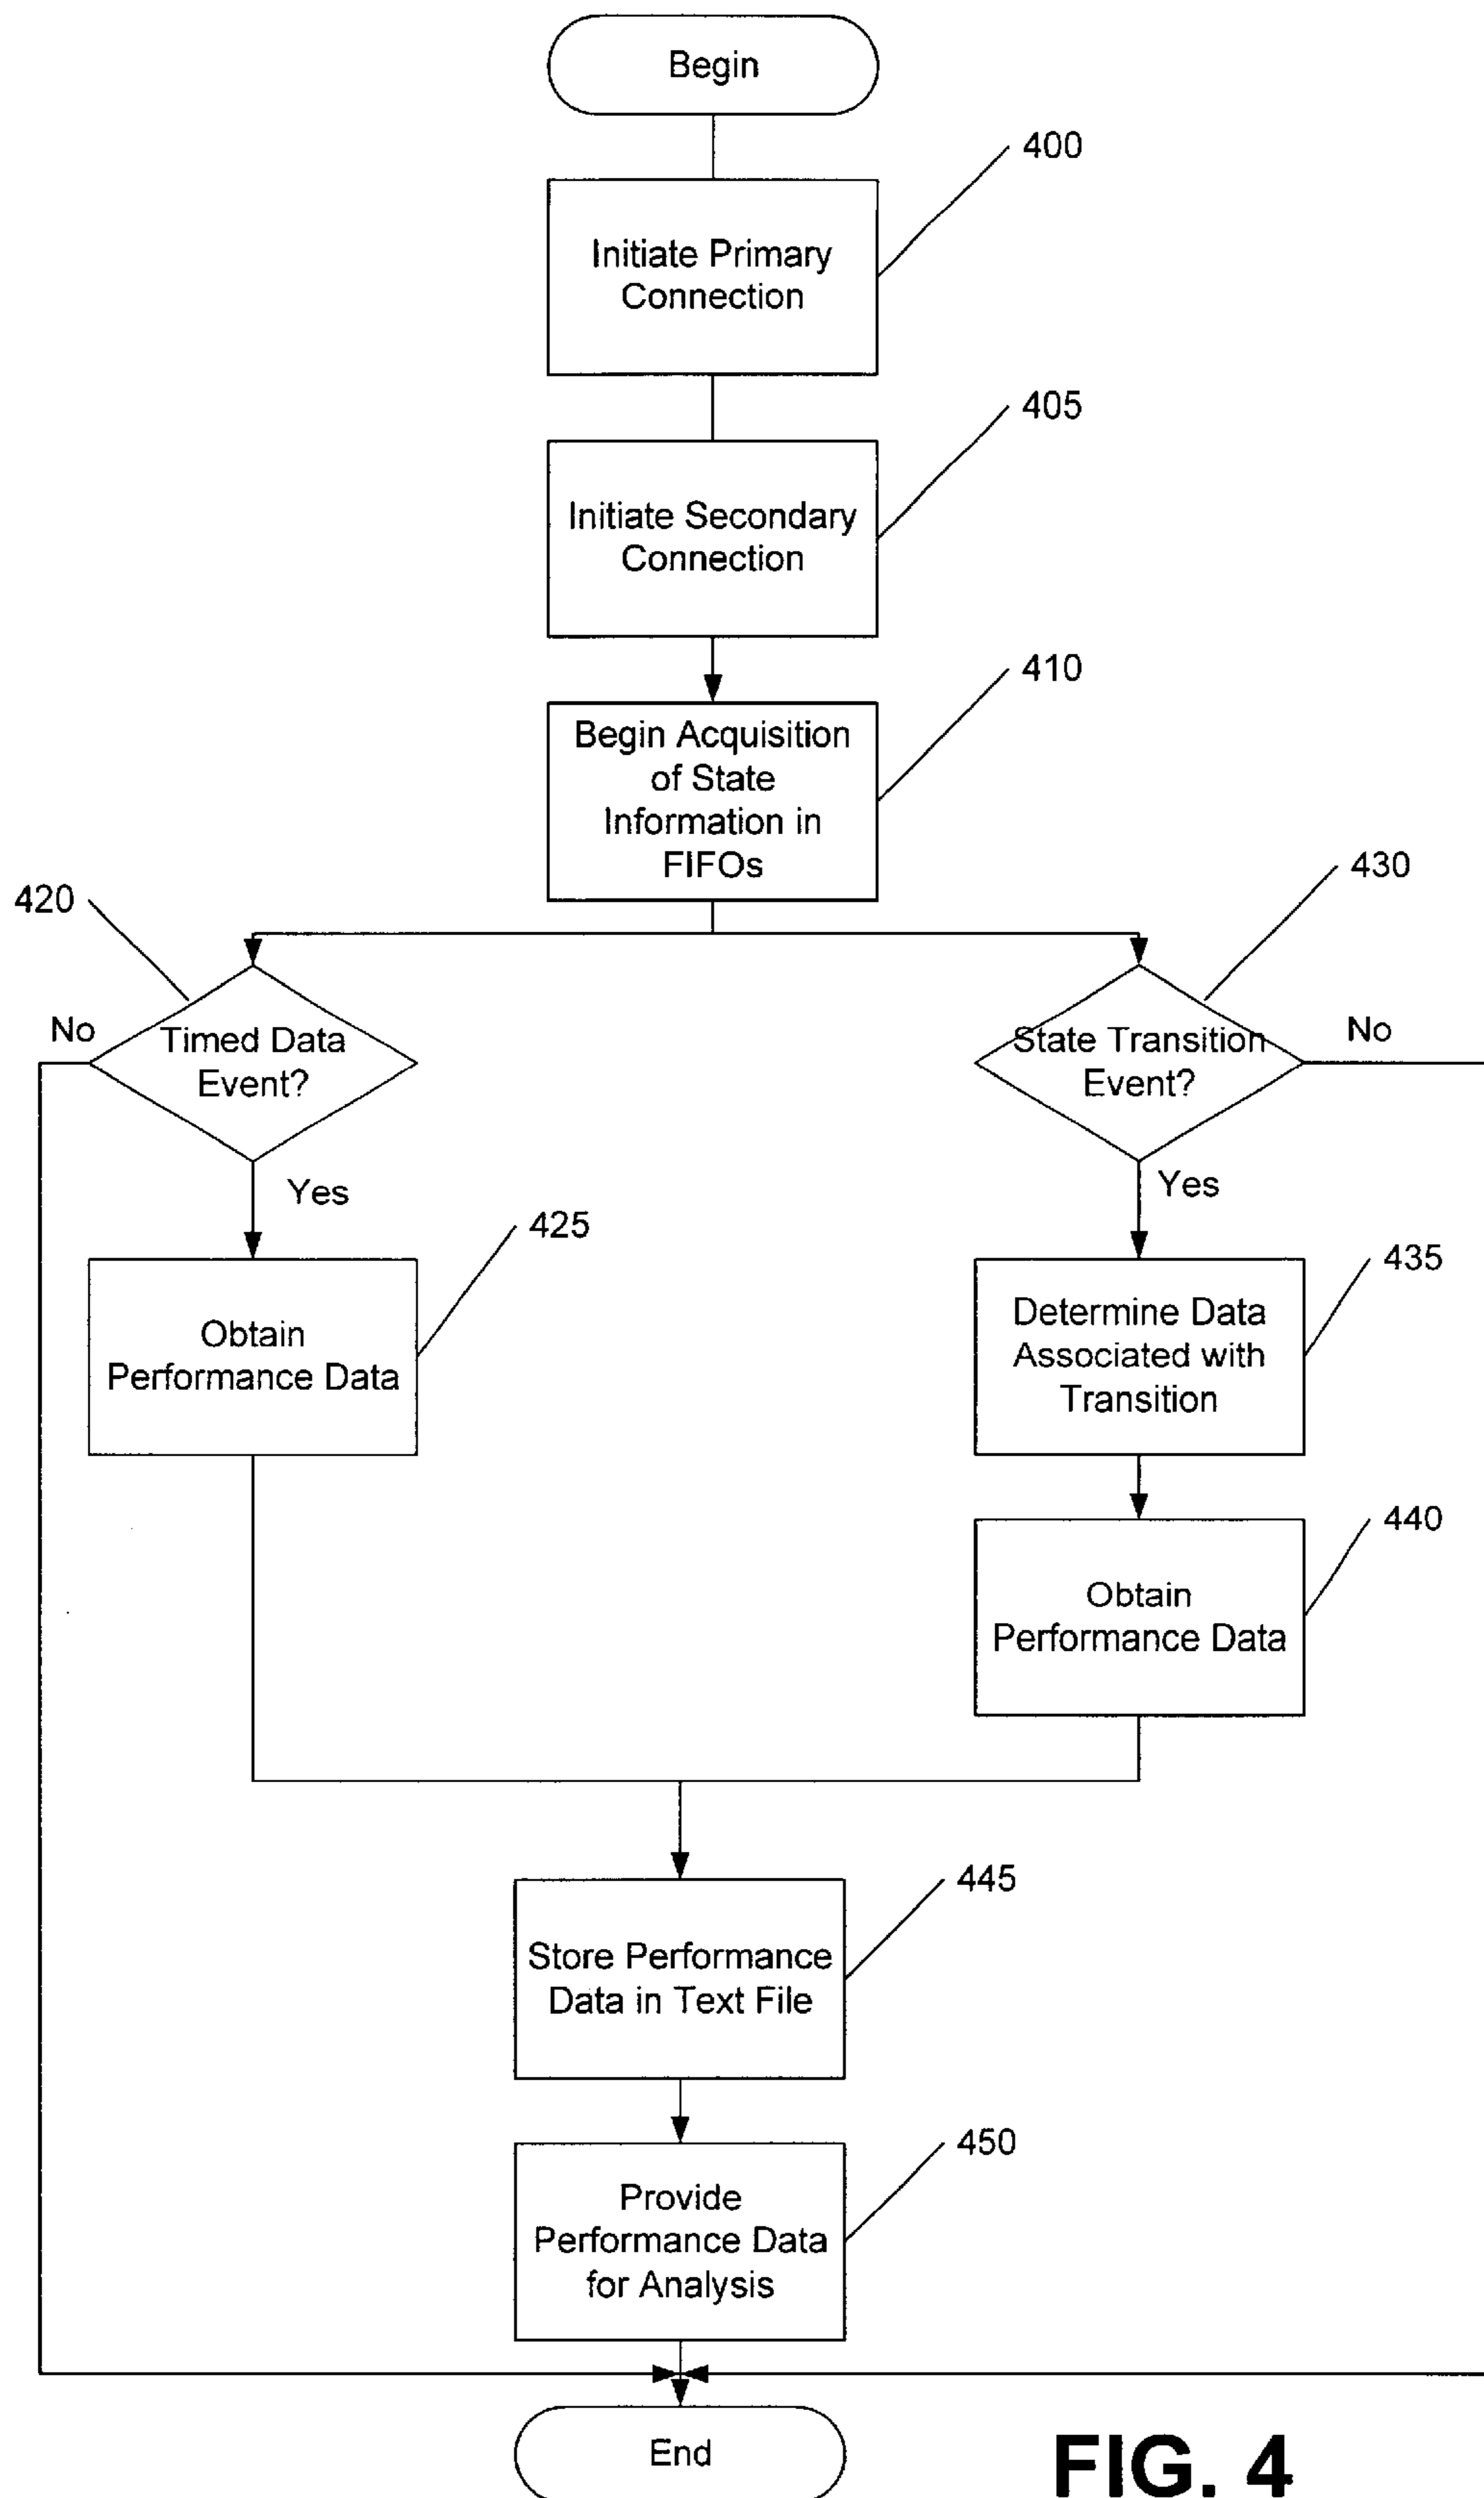 Begin
400
Initiate Primary
Connection
405
Initiate Secondary
Connection
410
Begin Acquisition
of State
Information in
FIFOs
420
430
No
Timed Data
Event?
State Transition
Event?
No
Yes
Yes
425
435
Obtain
Performance Data
Determine Data
Associated with
Transition
440
Obtain
Performance Data
445
Store Performance
Data in Text File
450
Provide
Performance Data
for Analysis
End
FIG. 4